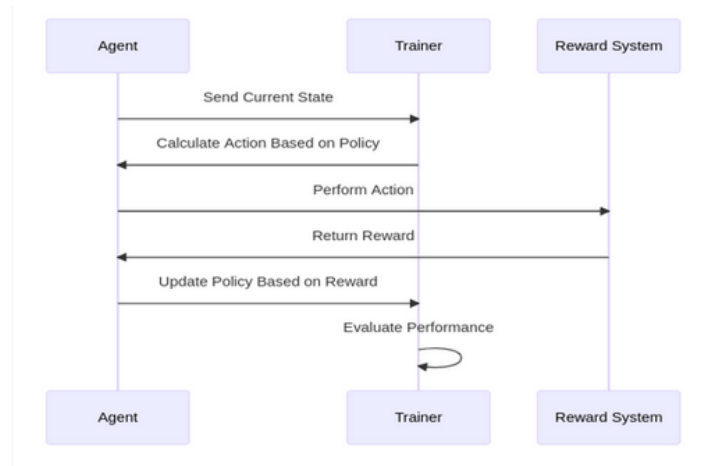 Agent
Trainer
Reward System
Send Current State
Calculate Action Based on Policy
Perform Action
Return Reward
Update Policy Based on Reward
Evaluate Performance
Agent
Trainer
Reward System